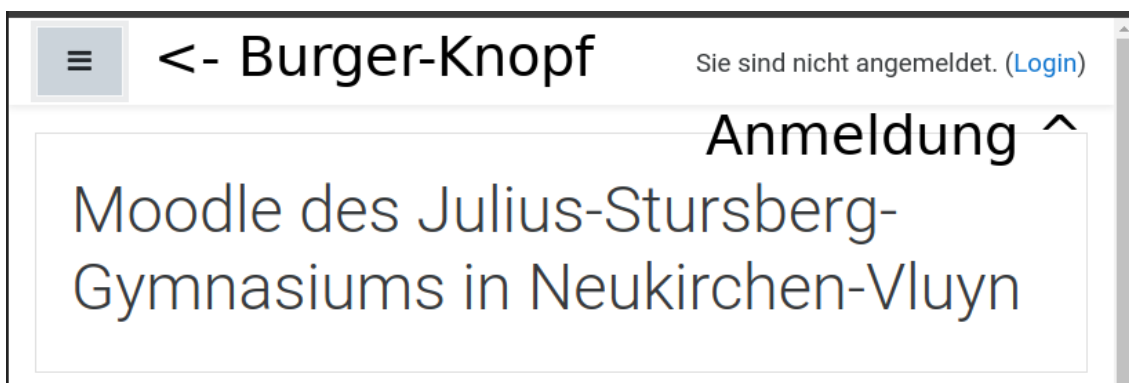 ≡ <- Burger-Knopf Sie sind nicht angemeldet. (Login)
Anmeldung ^
Moodle des Julius-Stursberg-
Gymnasiums in Neukirchen-Vluyn